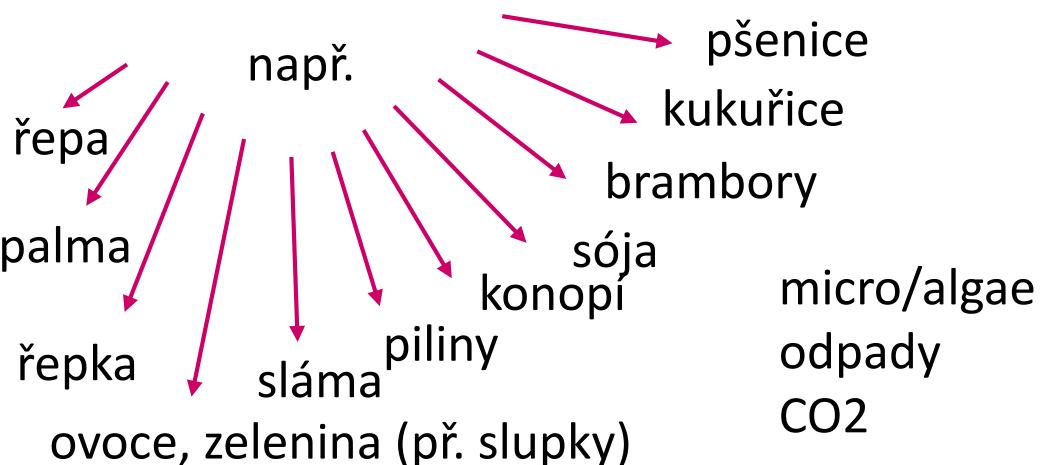 např.
pšenice
kukuřice
brambory
sója
konopí
piliny
sláma
ovoce, zelenina (př. slupky)
řepka
palma
řepa
micro/algae
odpady
CO2